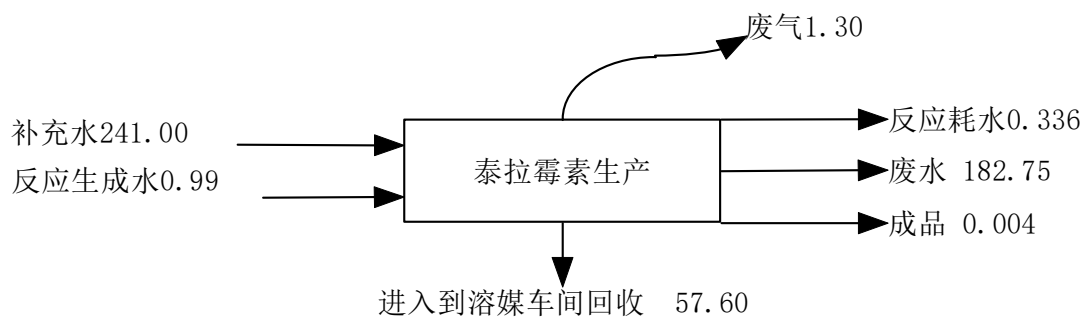 废气1.30
补充水241.00
反应生成水0.99
泰拉霉素生产
反应耗水0.336
废水 182.75
成品 0.004
进入到溶媒车间回收 57.60